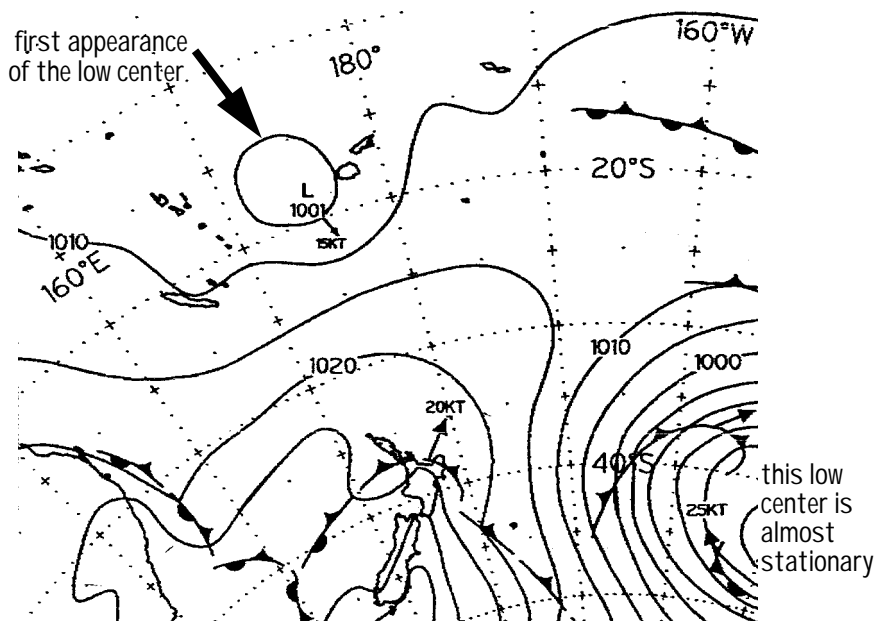 first appearance
of the low center.
180°
160°W
20°S
L
1001
15KT
1010
160°E
1020
1010
1000
20KT
40°S
25KT
this low
center is
almost
stationary